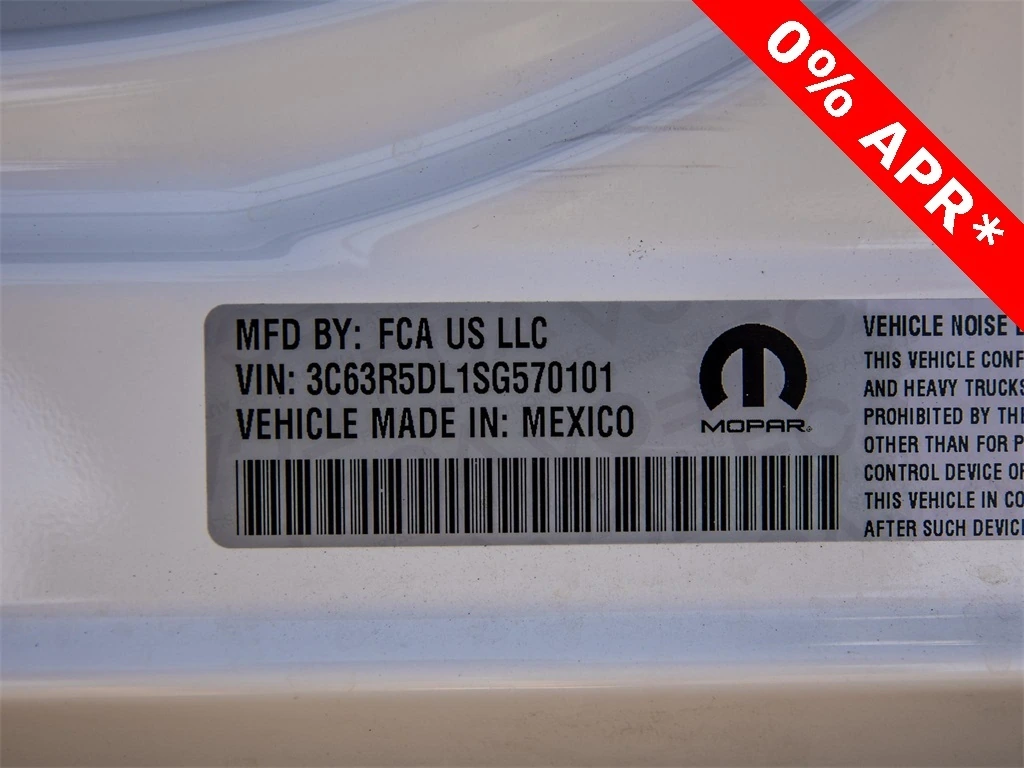 0% APR*
MFD BY: FCA US LLC
VIN: 3C63R5DL1SG570101
VEHICLE MADE IN: MEXICO
MOPAR®
VEHICLE NOISE
THIS VEHICLE CONF
AND HEAVY TRUCKS
PROHIBITED BY THE
OTHER THAN FOR P
CONTROL DEVICE OR
THIS VEHICLE IN CO
AFTER SUCH DEVIC